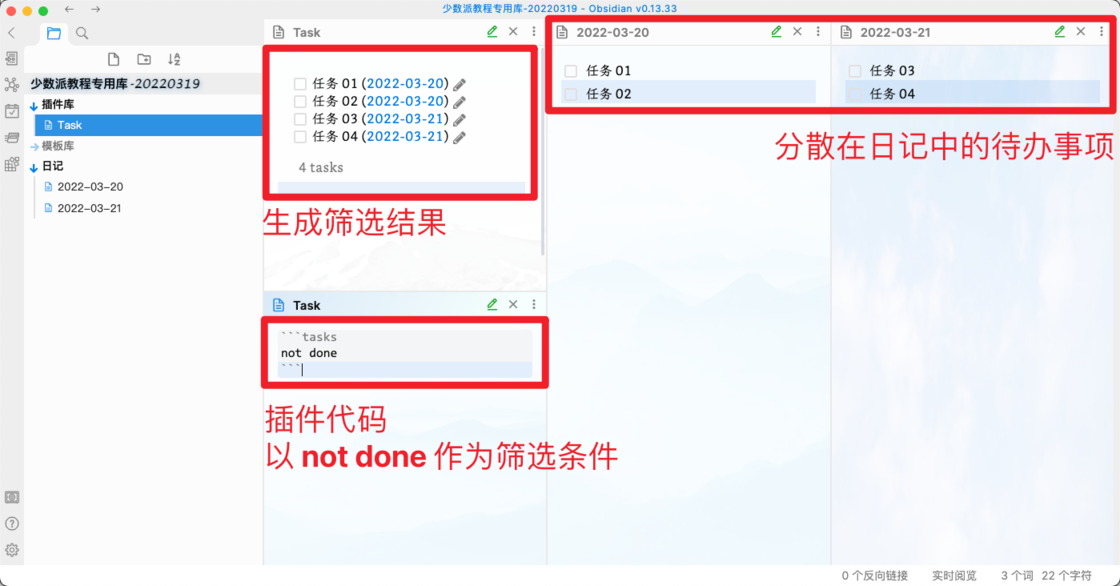 少数派教程专用库-20220319 - Obsidian v0.13.33
少数派教程专用库-20220319
插件库
Task
模板库
日记
2022-03-20
2022-03-21
Task
任务 01 (2022-03-20)
任务 02 (2022-03-20)
任务 03 (2022-03-21)
任务 04 (2022-03-21)
4 tasks
生成筛选结果
Task
```tasks
not done
```
插件代码
以 not done 作为筛选条件
2022-03-20
任务 01
任务 02
2022-03-21
任务 03
任务 04
分散在日记中的待办事项
0 个反向链接 实时阅览 3 个词 22 个字符